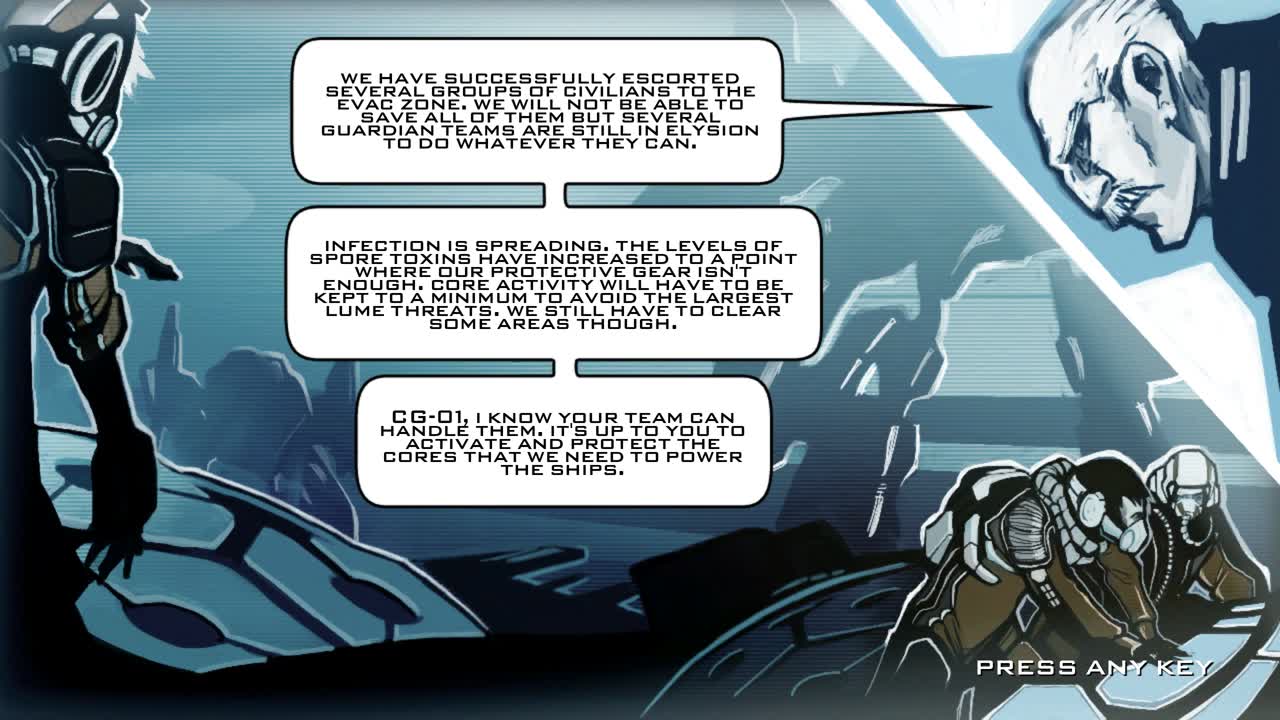 WE HAVE SUCCESSFULLY ESCORTED
SEVERAL GROUPS OF CIVILIANS TO THE
EVAC ZONE. WE WILL NOT BE ABLE TO
SAVE ALL OF THEM BUT SEVERAL
GUARDIAN TEAMS ARE STILL IN ELYSION
TO DO WHATEVER THEY CAN.
INFECTION IS SPREADING. THE LEVELS OF
SPORE TOXINS HAVE INCREASED TO A POINT
WHERE OUR PROTECTIVE GEAR ISN'T
ENOUGH. CORE ACTIVITY WILL HAVE TO BE
KEPT TO A MINIMUM TO AVOID THE LARGEST
LUME THREATS. WE STILL HAVE TO CLEAR
SOME AREAS THOUGH.
CG-01, I KNOW YOUR TEAM CAN
HANDLE THEM. IT'S UP TO YOU TO
ACTIVATE AND PROTECT THE
CORES THAT WE NEED TO POWER
THE SHIPS.
PRESS ANY KEY